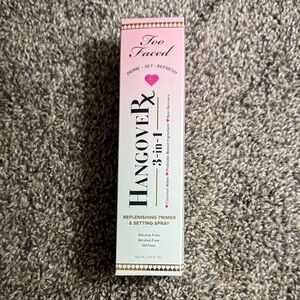 Too
Faced
PRIME • SET • REFRESH
HANGOVER℞
3-in-1
REPLENISHING PRIMER
& SETTING SPRAY
Silicone Free
Alcohol Free
Oil Free